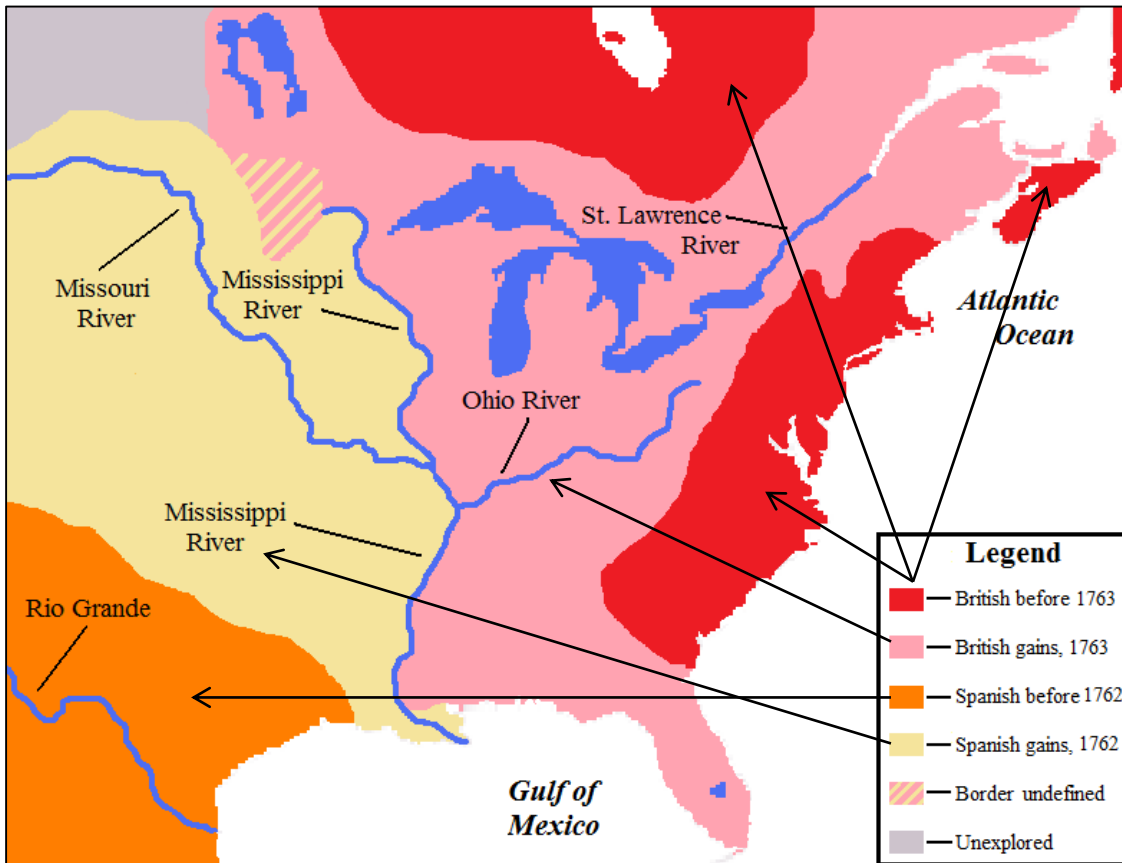 St. Lawrence
River
Missouri
River
Mississippi
River
Atlantic
Ocean
Ohio River
Mississippi
River
Rio Grande
Gulf of
Mexico
Legend
British before 1763
British gains, 1763
Spanish before 1762
Spanish gains, 1762
Border undefined
Unexplored